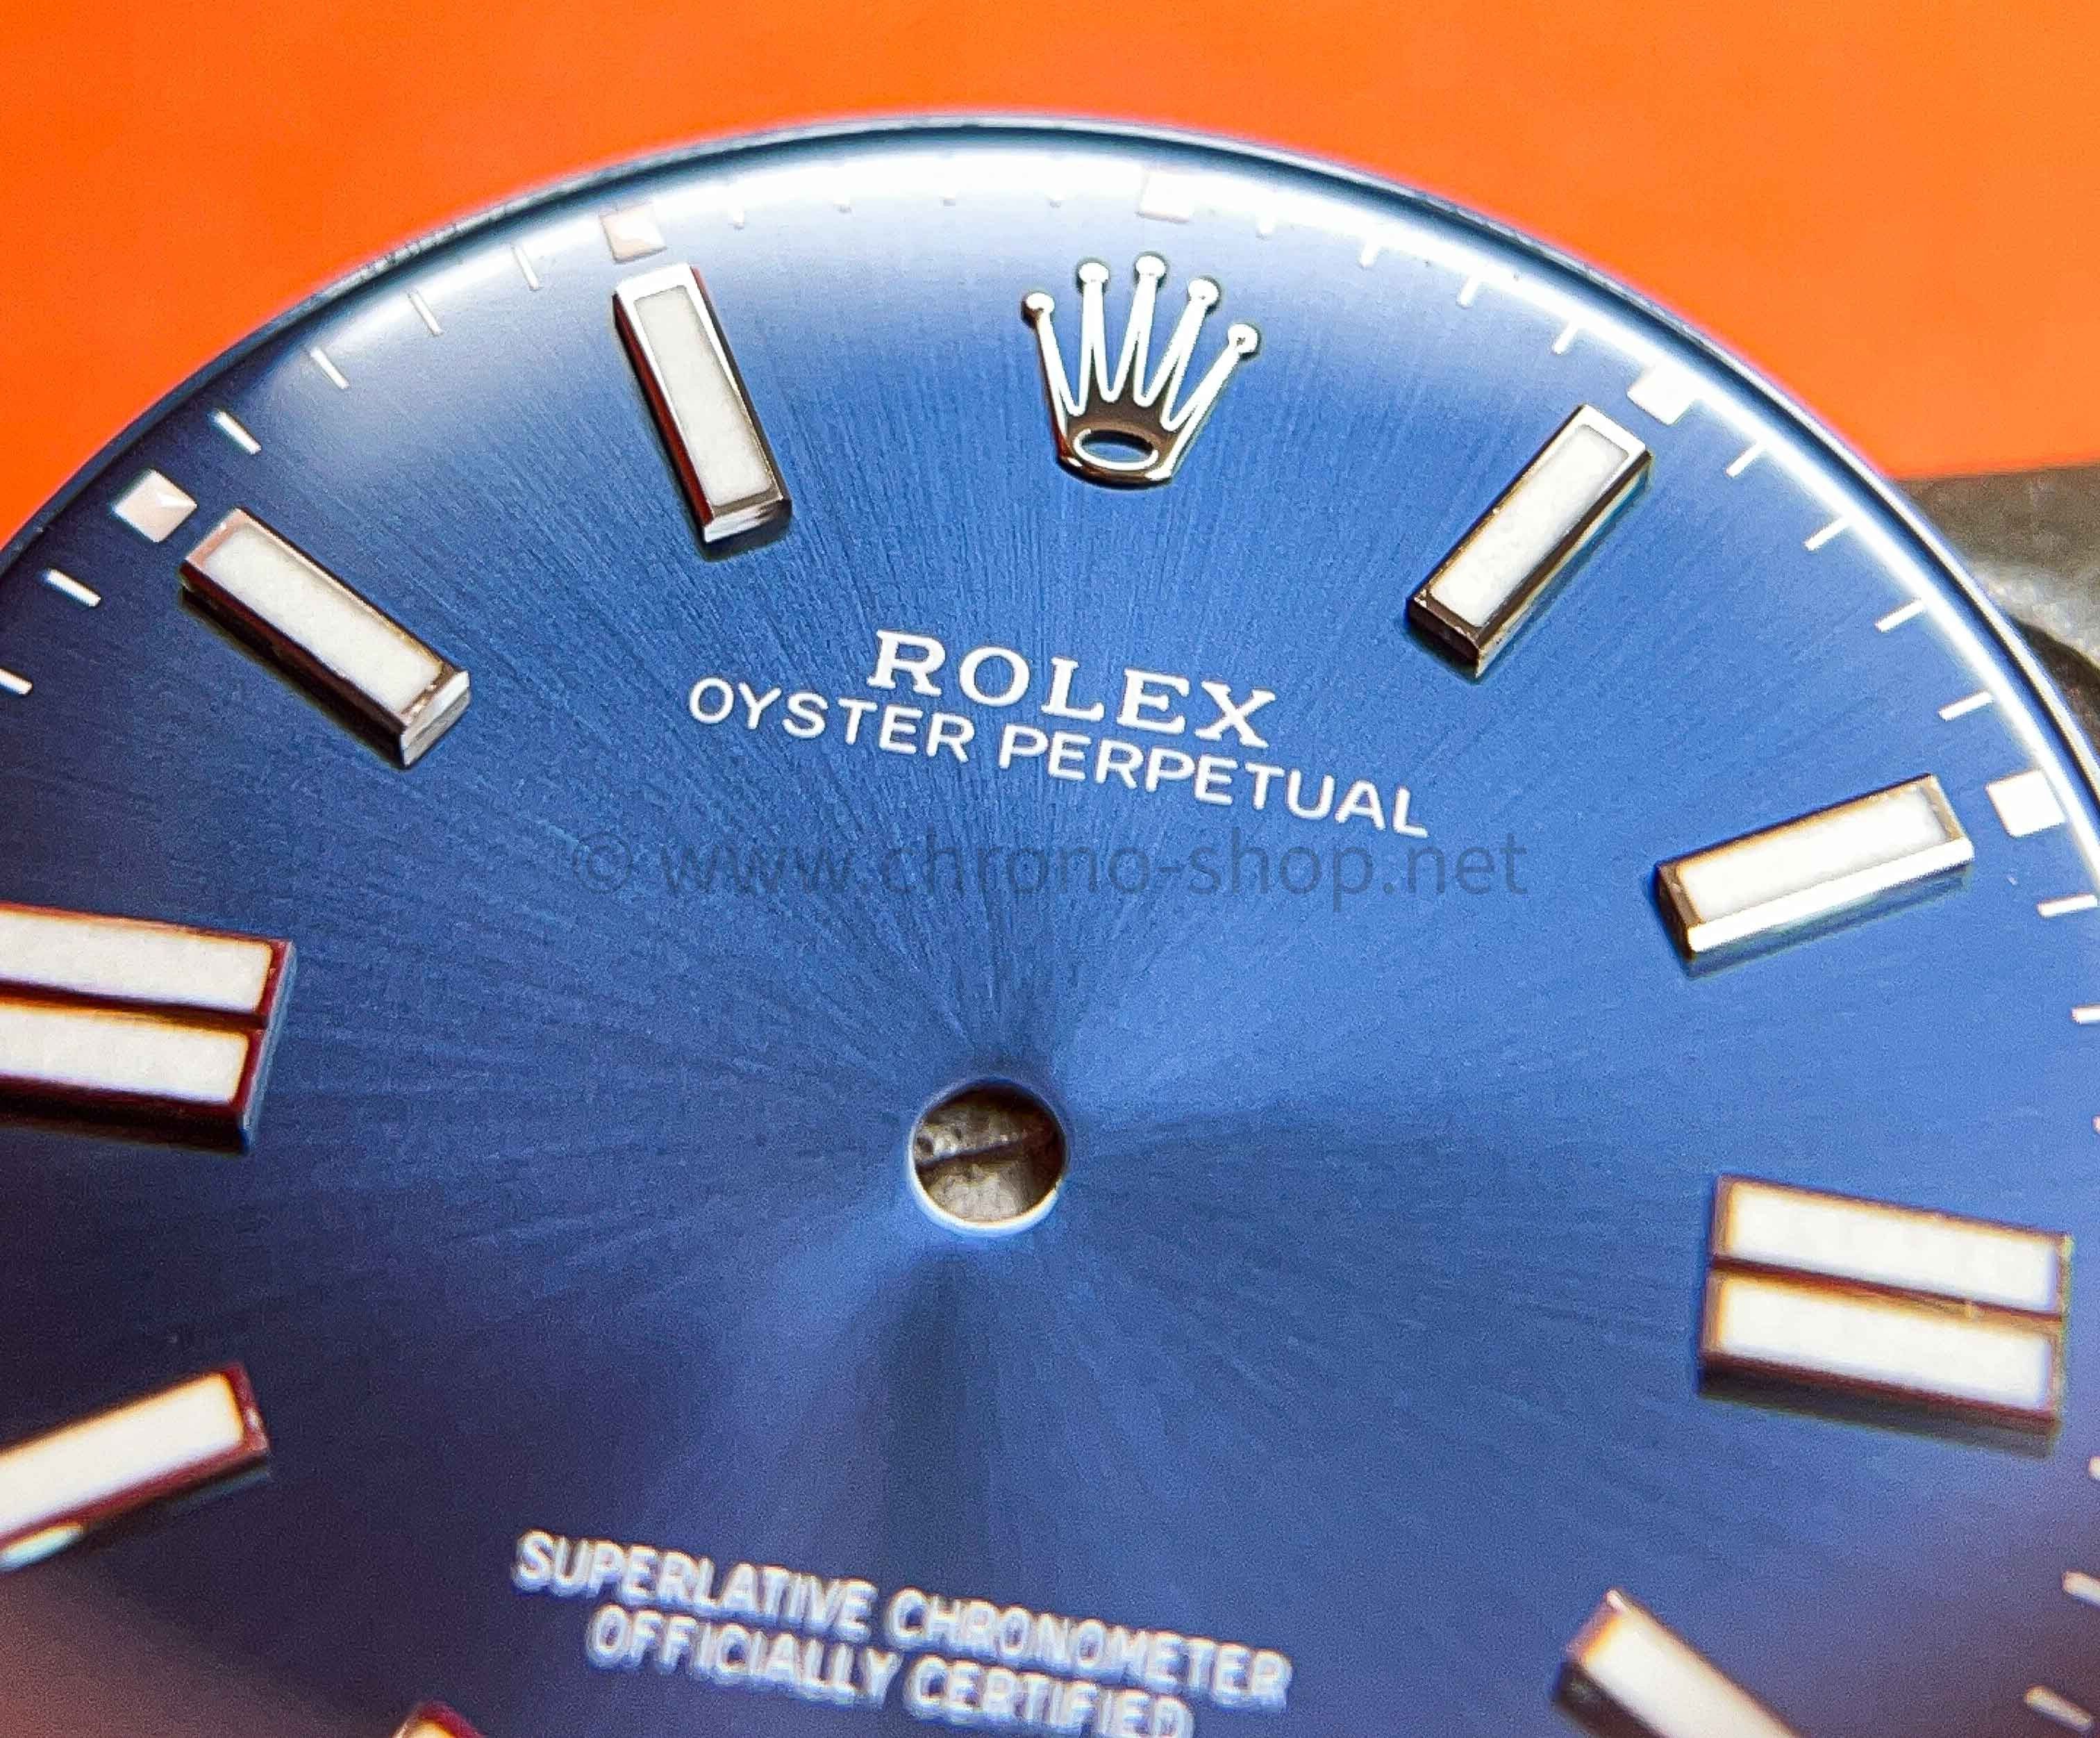 ROLEX
OYSTER PERPETUAL
© www.chrono-shop.net
SUPERLATIVE CHRONOMETER
OFFICIALLY CERTIFIED